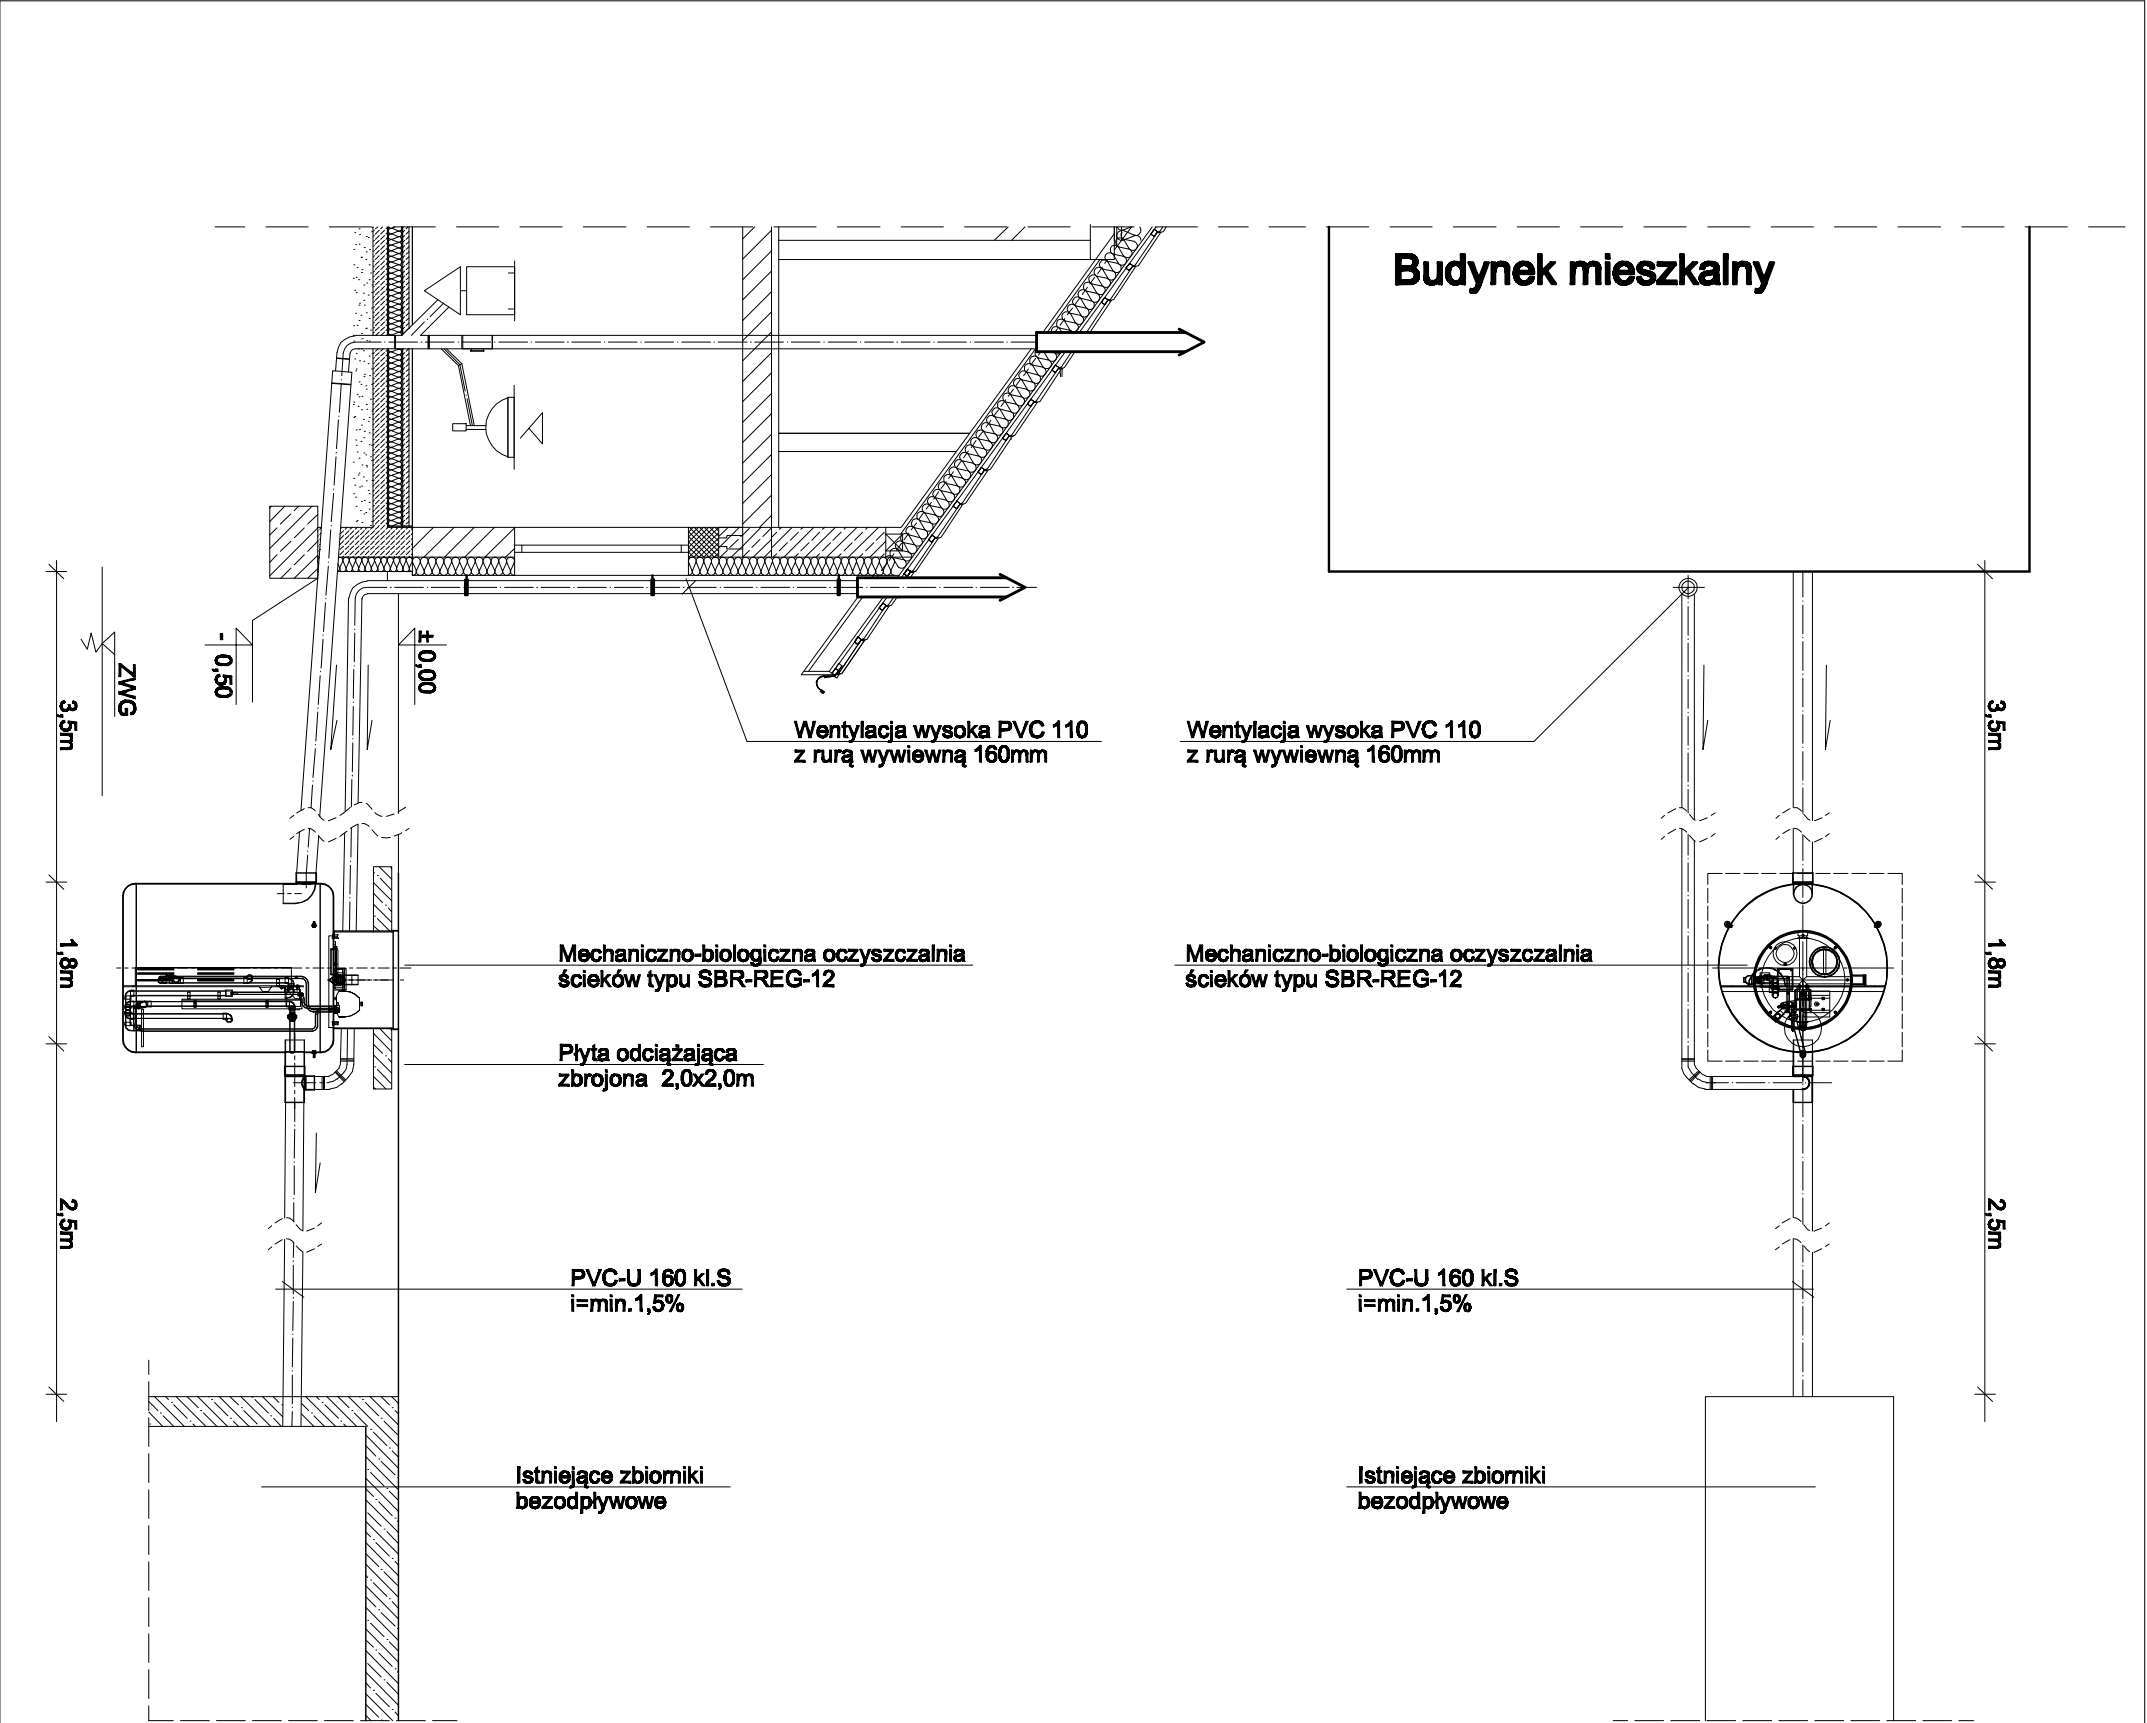 Budynek mieszkalny
± 0,00
- 0,50
ZWG
3,5m
3,5m
Wentylacja wysoka PVC 110
z rurą wywiewną 160mm
Wentylacja wysoka PVC 110
z rurą wywiewną 160mm
1,8m
Mechaniczno-biologiczna oczyszczalnia
ścieków typu SBR-REG-12
Mechaniczno-biologiczna oczyszczalnia
ścieków typu SBR-REG-12
1,8m
Płyta odciążająca
zbrojona 2,0x2,0m
2,5m
2,5m
PVC-U 160 kl.S
i=min.1,5%
PVC-U 160 kl.S
i=min.1,5%
Istniejące zbiorniki
bezodpływowe
Istniejące zbiorniki
bezodpływowe